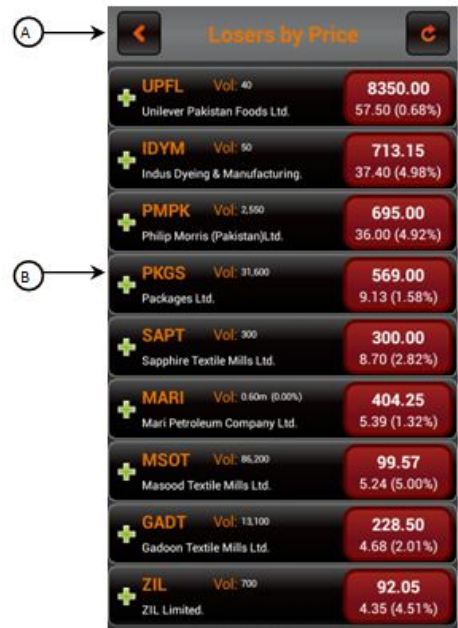 A
Losers by Price
UPFL Vol: 40 8350.00
Unilever Pakistan Foods Ltd. 57.50 (0.68%)
IDYM Vol: 50 713.15
Indus Dyeing & Manufacturing. 37.40 (4.98%)
PMPK Vol: 2,550 695.00
Philip Morris (Pakistan)Ltd. 36.00 (4.92%)
B
PKGS Vol: 31,600 569.00
Packages Ltd. 9.13 (1.58%)
SAPT Vol: 300 300.00
Sapphire Textile Mills Ltd. 8.70 (2.82%)
MARI Vol: 0.60m (0.00%) 404.25
Mari Petroleum Company Ltd. 5.39 (1.32%)
MSOT Vol: 86,200 99.57
Masood Textile Mills Ltd. 5.24 (5.00%)
GADT Vol: 13,100 228.50
Gadoon Textile Mills Ltd. 4.68 (2.01%)
ZIL Vol: 700 92.05
ZIL Limited. 4.35 (4.51%)